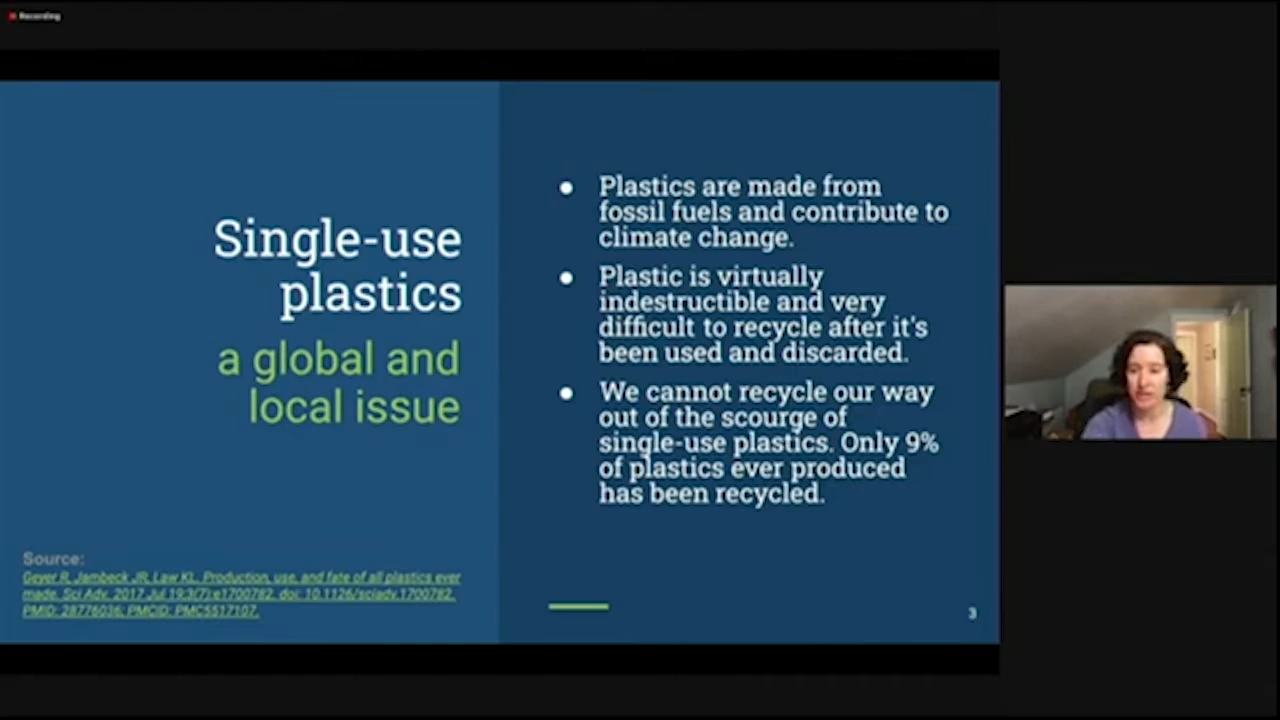 Recording
Single-use
plastics
a global and
local issue
Source:
Geyer R, Jambeck JR, Law KL. Production, use, and fate of all plastics ever
made. Sci Adv. 2017 Jul 19;3(7):e1700782. doi: 10.1126/sciadv.1700782.
PMID: 28776036; PMCID: PMC5517107.
● Plastics are made from
fossil fuels and contribute to
climate change.
● Plastic is virtually
indestructible and very
difficult to recycle after it's
been used and discarded.
● We cannot recycle our way
out of the scourge of
single-use plastics. Only 9%
of plastics ever produced
has been recycled.
3